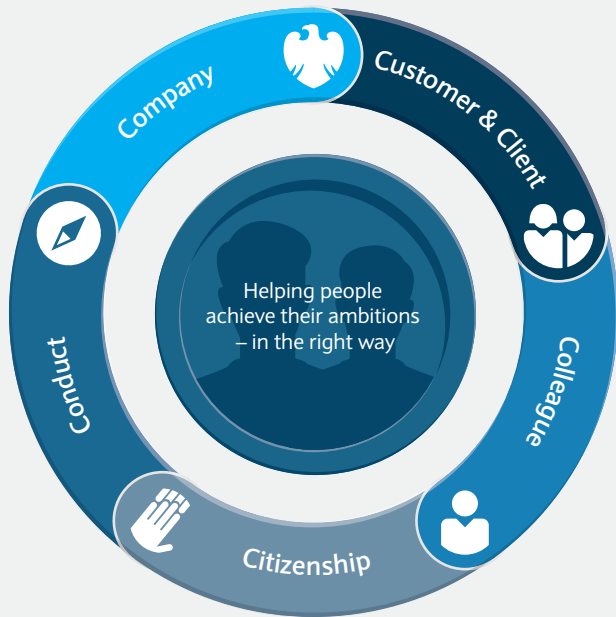 Company
Customer & Client
Colleague
Citizenship
Conduct
Helping people
achieve their ambitions
– in the right way